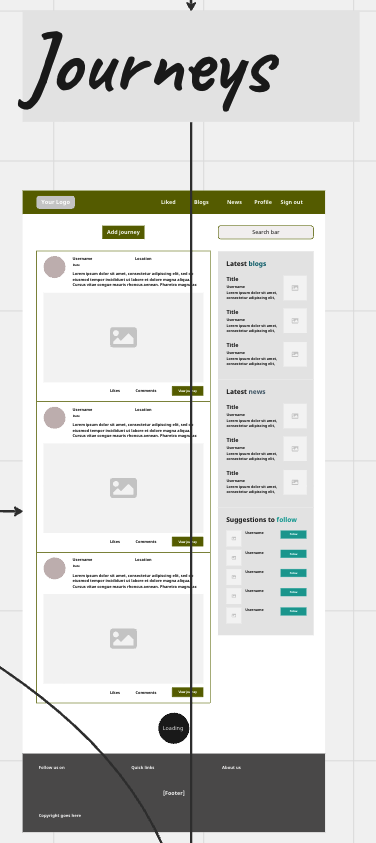 Journeys
Your Logo Liked Blogs News Profile Sign out
Add journey
Search bar
Username Location
Lorem ipsum dolor sit amet, consectetur adipiscing elit, sed do
eiusmod tempor incididunt ut labore et dolore magna aliqua.
Cursus vitae congue mauris rhoncus aenean. Pharetra magna ac
Likes Comments View journey
Username Location
Lorem ipsum dolor sit amet, consectetur adipiscing elit, sed do
eiusmod tempor incididunt ut labore et dolore magna aliqua.
Cursus vitae congue mauris rhoncus aenean. Pharetra magna ac
Likes Comments View journey
Username Location
Lorem ipsum dolor sit amet, consectetur adipiscing elit, sed do
eiusmod tempor incididunt ut labore et dolore magna aliqua.
Cursus vitae congue mauris rhoncus aenean. Pharetra magna ac
Likes Comments View journey
Loading
Latest blogs
Title
Username
Lorem ipsum dolor sit amet,
consectetur adipiscing elit,
Title
Username
Lorem ipsum dolor sit amet,
consectetur adipiscing elit,
Title
Username
Lorem ipsum dolor sit amet,
consectetur adipiscing elit,
Latest news
Title
Username
Lorem ipsum dolor sit amet,
consectetur adipiscing elit,
Title
Username
Lorem ipsum dolor sit amet,
consectetur adipiscing elit,
Title
Username
Lorem ipsum dolor sit amet,
consectetur adipiscing elit,
Suggestions to follow
Username Follow
Username Follow
Username Follow
Username Follow
Username Follow
Follow us on Quick links About us
[Footer]
Copyright goes here